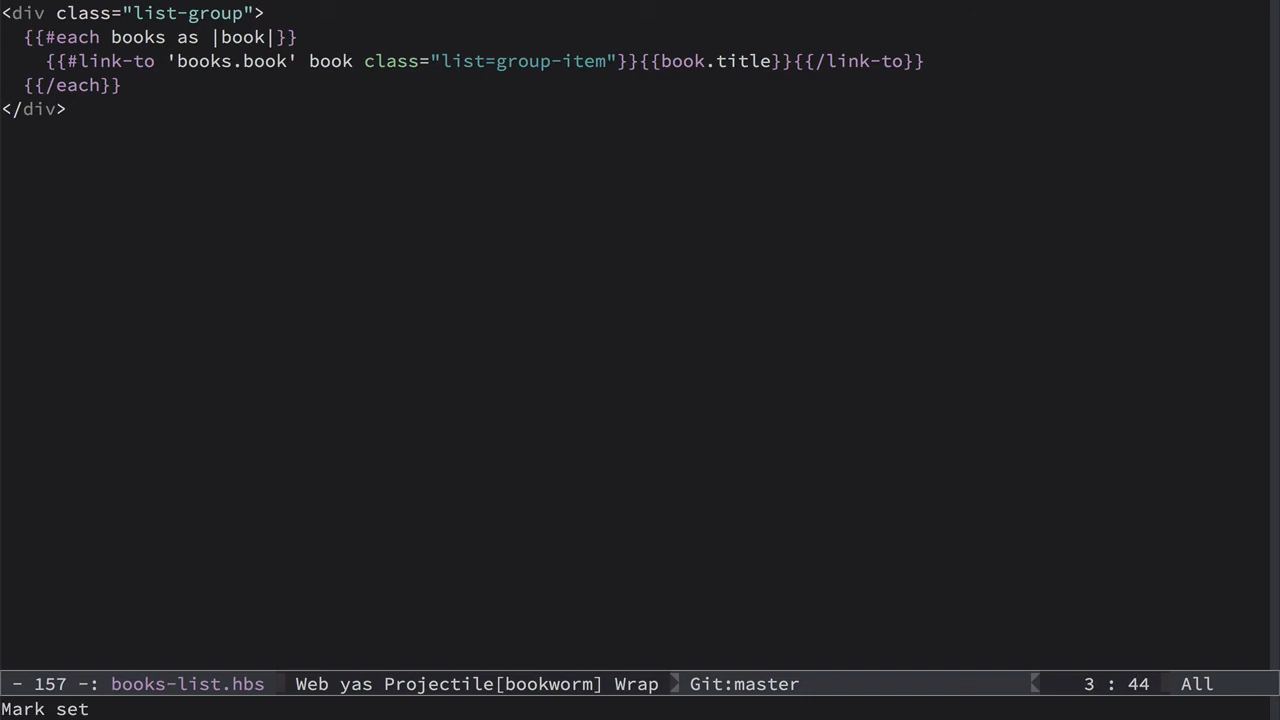 <div class="list-group">
  {{#each books as |book|}}
    {{#link-to 'books.book' book class="list=group-item"}}{{book.title}}{{/link-to}}
  {{/each}}
</div>
- 157 -: books-list.hbs Web yas Projectile[bookworm] Wrap Git:master 3 : 44 All
Mark set